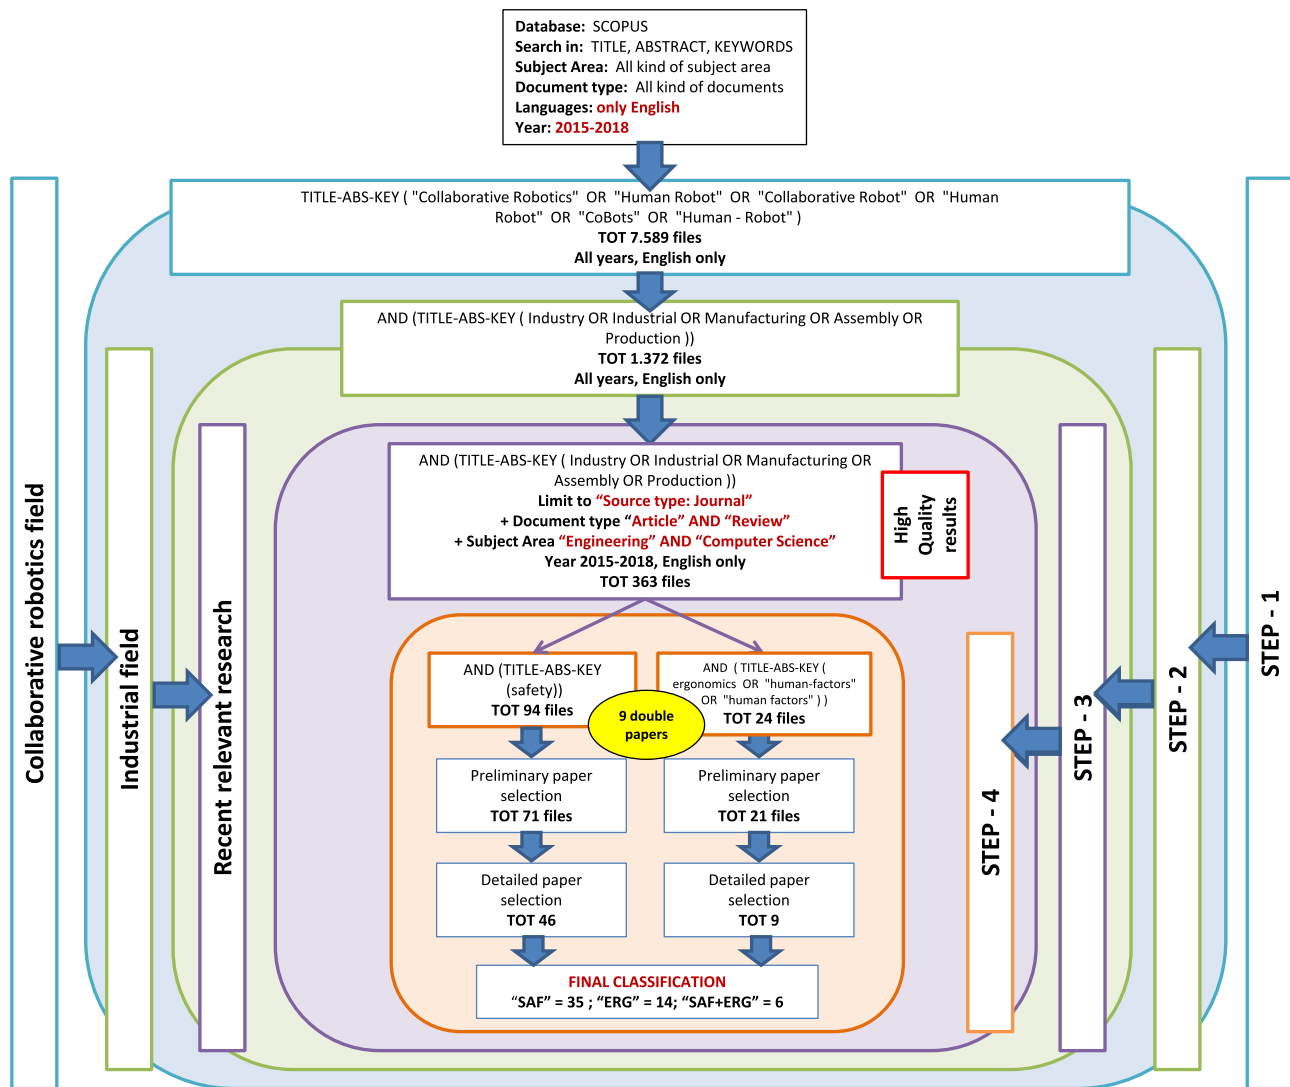 Database: SCOPUS
Search in: TITLE, ABSTRACT, KEYWORDS
Subject Area: All kind of subject area
Document type: All kind of documents
Languages: only English
Year: 2015-2018
TITLE-ABS-KEY ( "Collaborative Robotics" OR "Human Robot" OR "Collaborative Robot" OR "Human
Robot" OR "CoBots" OR "Human - Robot" )
TOT 7.589 files
All years, English only
AND (TITLE-ABS-KEY ( Industry OR Industrial OR Manufacturing OR Assembly OR
Production ))
TOT 1.372 files
All years, English only
AND (TITLE-ABS-KEY ( Industry OR Industrial OR Manufacturing OR
Assembly OR Production ))
Limit to “Source type: Journal”
+ Document type “Article” AND “Review”
+ Subject Area “Engineering” AND “Computer Science”
Year 2015-2018, English only
TOT 363 files
High
Quality
results
AND (TITLE-ABS-KEY
(safety))
TOT 94 files
AND ( TITLE-ABS-KEY (
ergonomics OR "human-factors"
OR "human factors" ) )
TOT 24 files
9 double
papers
Preliminary paper
selection
TOT 71 files
Preliminary paper
selection
TOT 21 files
Detailed paper
selection
TOT 46
Detailed paper
selection
TOT 9
FINAL CLASSIFICATION
“SAF” = 35 ; “ERG” = 14; “SAF+ERG” = 6
Collaborative robotics field
Industrial field
Recent relevant research
STEP - 4
STEP - 3
STEP - 2
STEP - 1